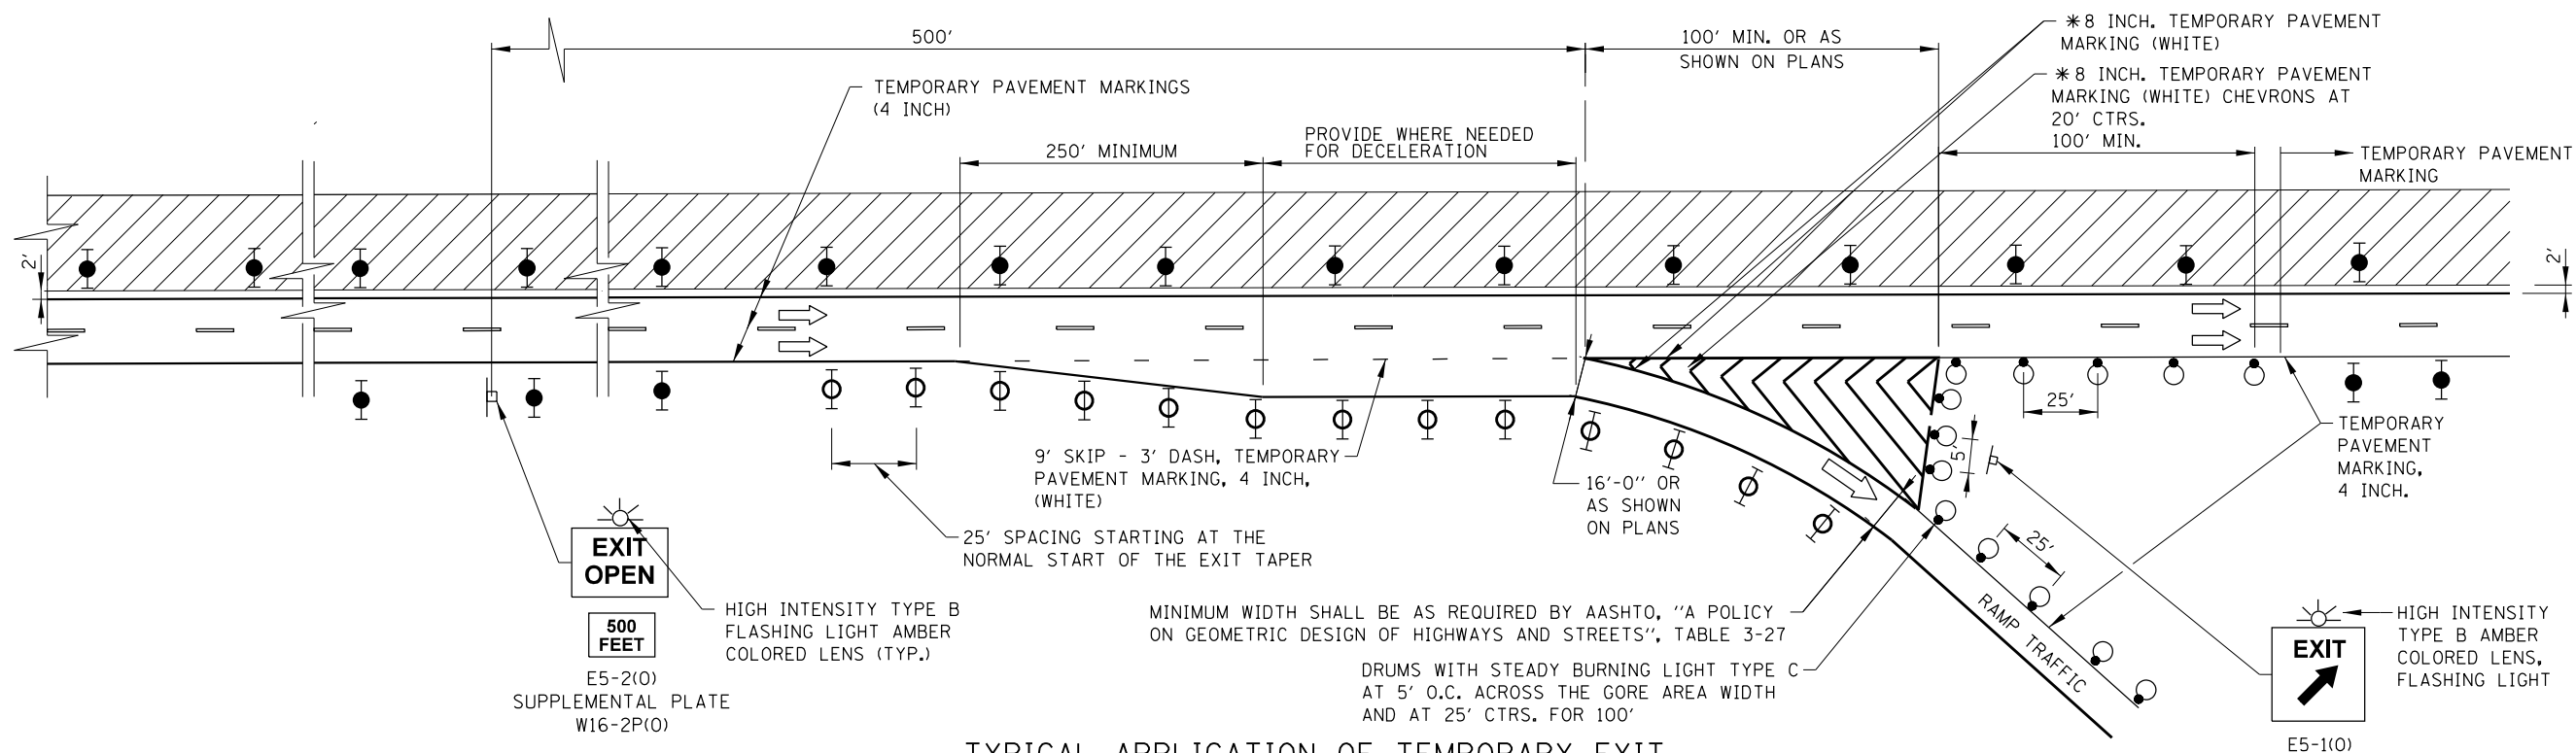 500'
100' MIN. OR AS
SHOWN ON PLANS
*8 INCH. TEMPORARY PAVEMENT
MARKING (WHITE)
*8 INCH. TEMPORARY PAVEMENT
MARKING (WHITE) CHEVRONS AT
20' CTRS.
100' MIN.
TEMPORARY PAVEMENT MARKINGS
(4 INCH)
250' MINIMUM
PROVIDE WHERE NEEDED
FOR DECELERATION
TEMPORARY PAVEMENT
MARKING
2'
2'
25'
5'
TEMPORARY
PAVEMENT
MARKING,
4 INCH.
9' SKIP - 3' DASH, TEMPORARY
PAVEMENT MARKING, 4 INCH,
(WHITE)
16'-0" OR
AS SHOWN
ON PLANS
25' SPACING STARTING AT THE
NORMAL START OF THE EXIT TAPER
25'
EXIT
OPEN
500
FEET
E5-2(O)
SUPPLEMENTAL PLATE
W16-2P(O)
HIGH INTENSITY TYPE B
FLASHING LIGHT AMBER
COLORED LENS (TYP.)
MINIMUM WIDTH SHALL BE AS REQUIRED BY AASHTO, "A POLICY
ON GEOMETRIC DESIGN OF HIGHWAYS AND STREETS", TABLE 3-27
DRUMS WITH STEADY BURNING LIGHT TYPE C
AT 5' O.C. ACROSS THE GORE AREA WIDTH
AND AT 25' CTRS. FOR 100'
RAMP TRAFFIC
HIGH INTENSITY
TYPE B AMBER
COLORED LENS,
FLASHING LIGHT
EXIT
E5-1(O)
TYPICAL APPLICATION OF TEMPORARY EXIT